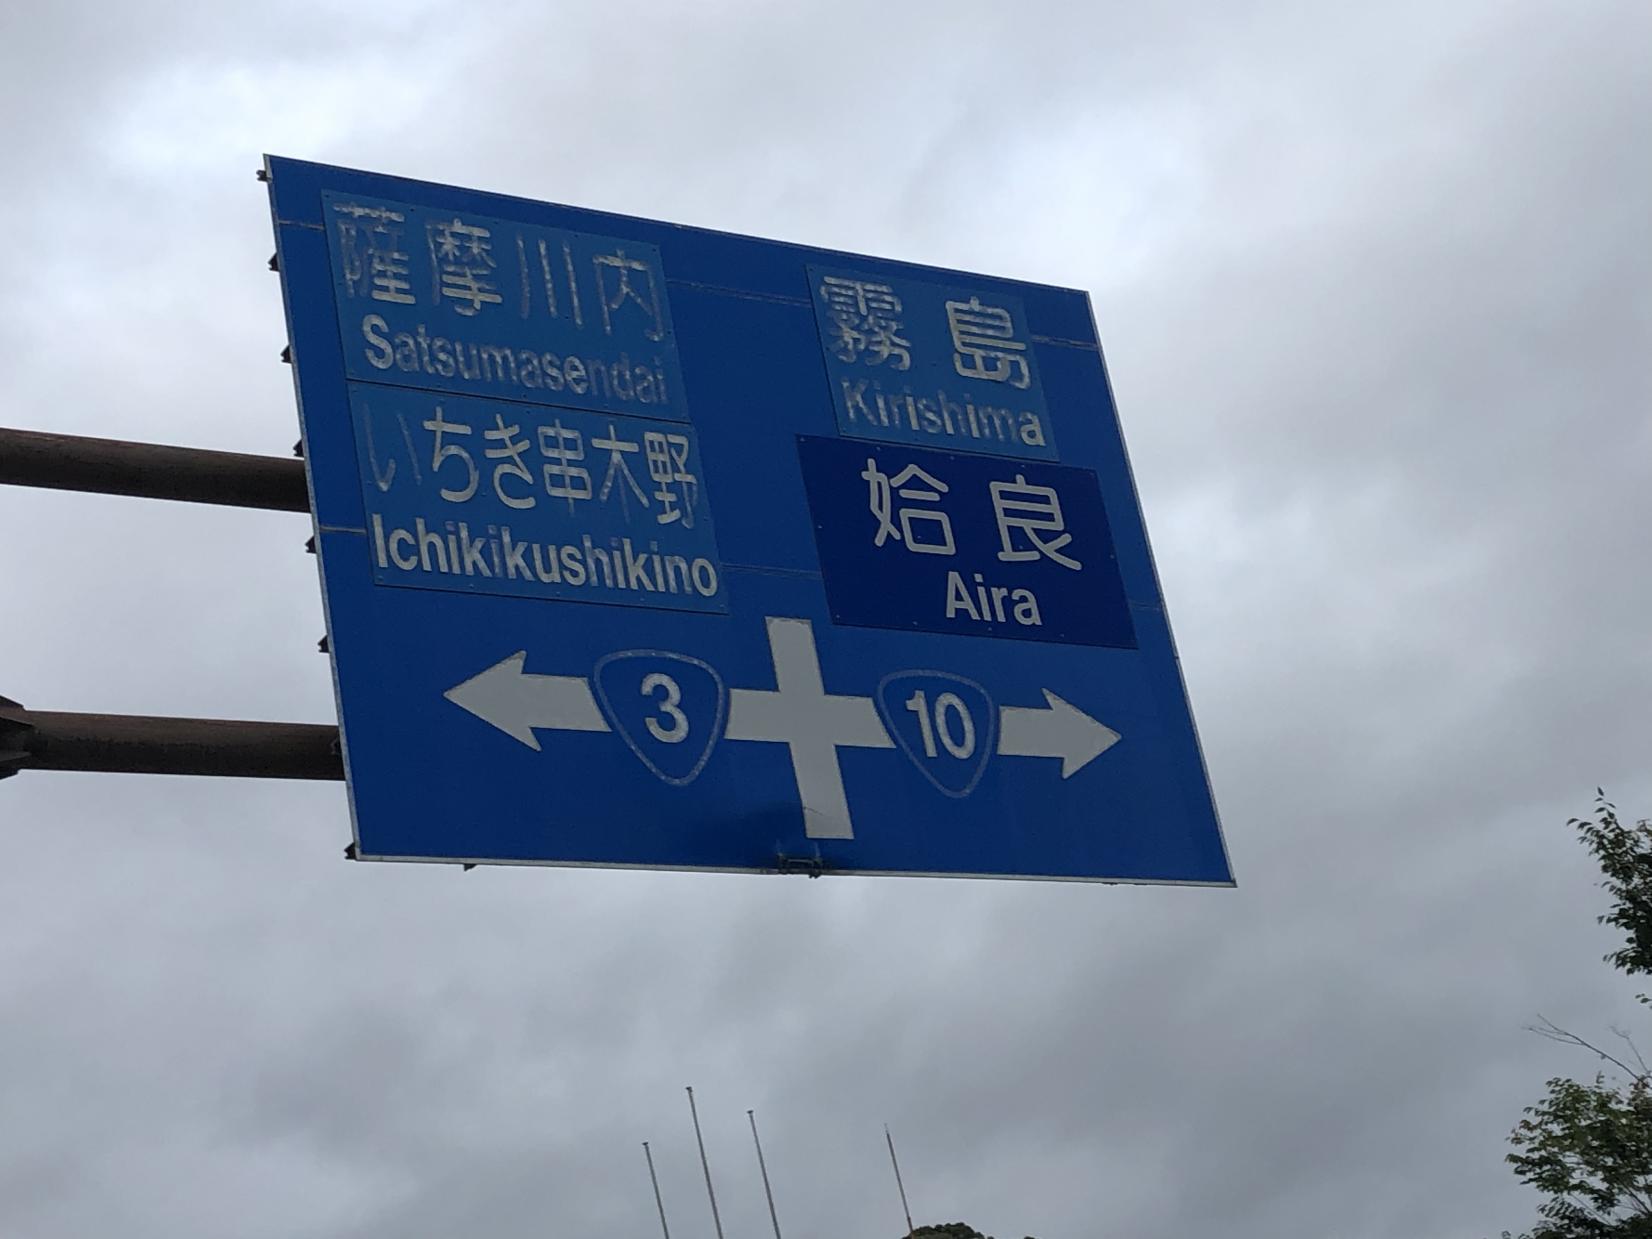 薩摩川内
Satsumasendai
いちき串木野
Ichikikushikino
霧島
Kirishima
姶良
Aira
3
10